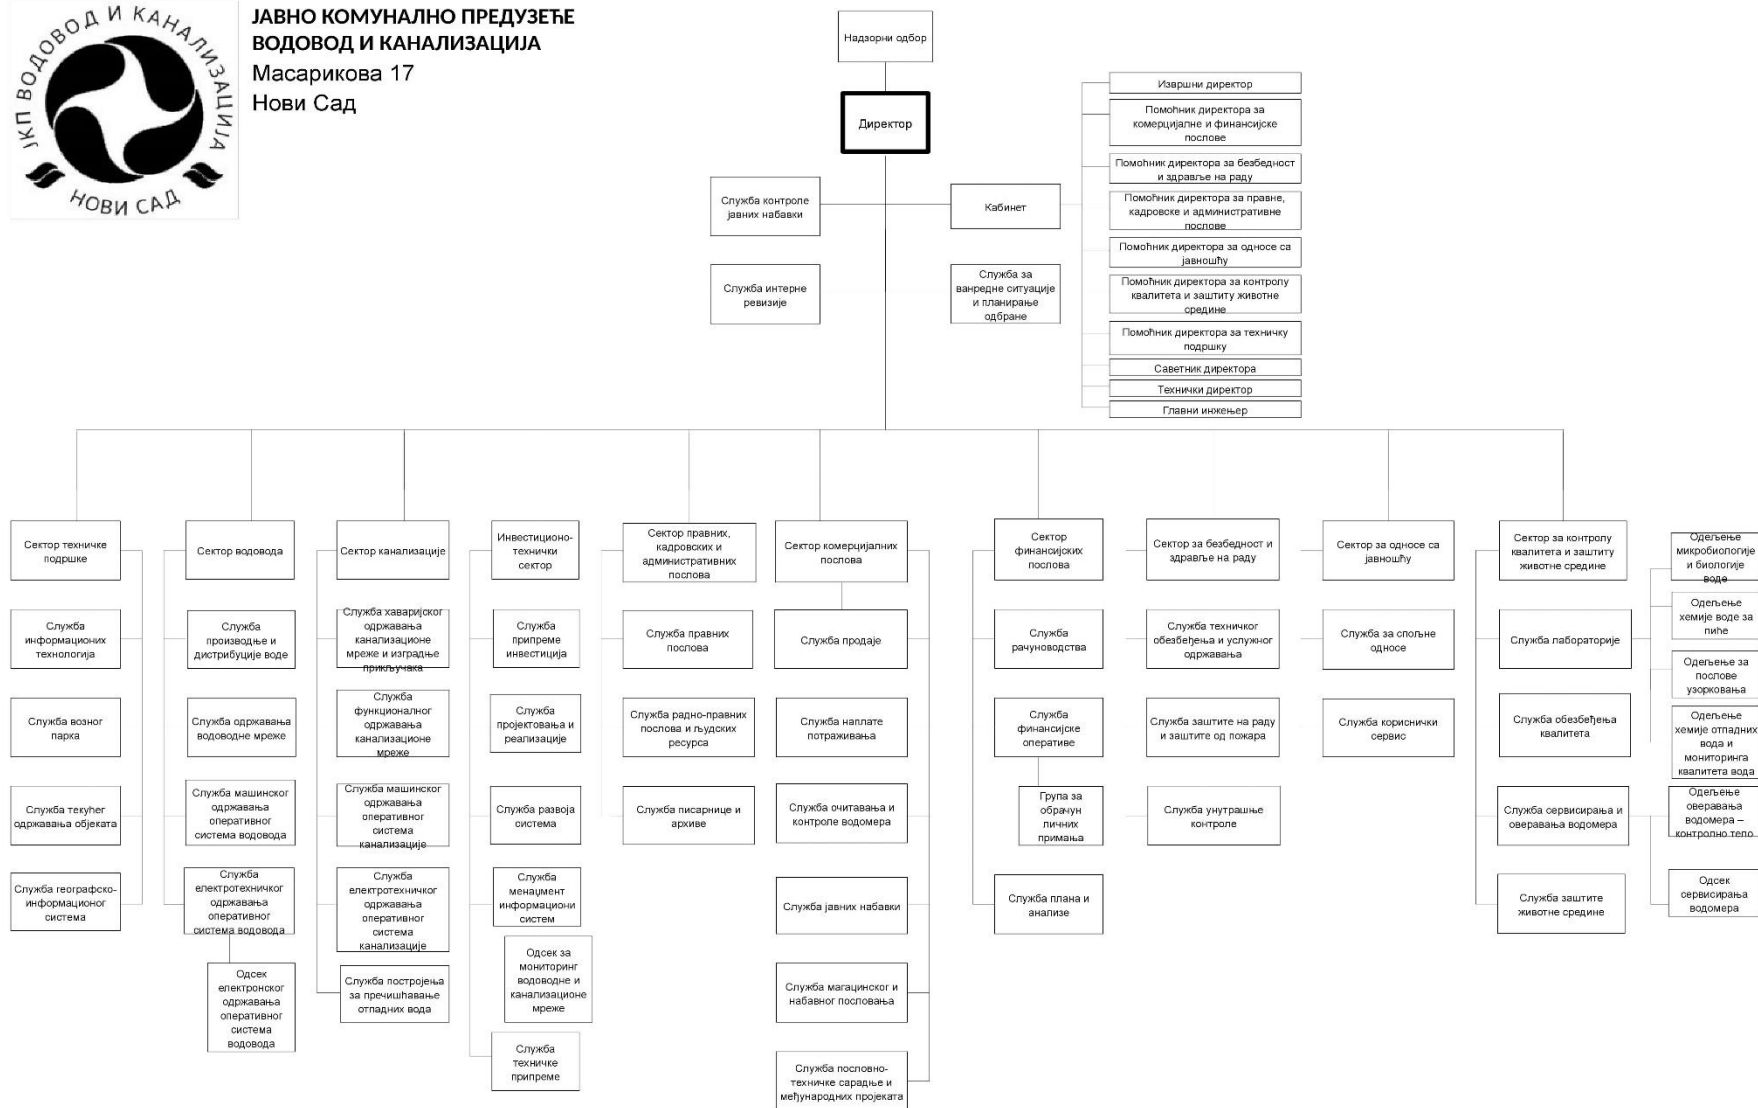 ЈКП ВОДОВОД И КАНАЛИЗАЦИЈА
НОВИ САД
ЈАВНО КОМУНАЛНО ПРЕДУЗЕЋЕ
ВОДОВОД И КАНАЛИЗАЦИЈА
Масарикова 17
Нови Сад
Надзорни одбор
Директор
Служба контроле
јавних набавки
Кабинет
Служба интерне
ревизије
Служба за
ванредне ситуације
и планирање
одбране
Извршни директор
Помоћник директора за
комерцијалне и финансијске
послове
Помоћник директора за безбедност
и здравље на раду
Помоћник директора за правне,
кадровске и административне
послове
Помоћник директора за односе са
јавношћу
Помоћник директора за контролу
квалитета и заштиту животне
средине
Помоћник директора за техничку
подршку
Саветник директора
Технички директор
Главни инжењер
Сектор техничке
подршке
Служба
информационих
технологија
Служба возног
парка
Служба текућег
одржавања објеката
Служба географско-
информационог
система
Сектор водовода
Служба
производње и
дистрибуције воде
Служба одржавања
водоводне мреже
Служба машинског
одржавања
оперативног
система водовода
Служба
електротехничког
одржавања
оперативног
система водовода
Одсек
електронског
одржавања
оперативног
система
водовода
Сектор канализације
Служба хаваријског
одржавања
канализационе
мреже и изградње
прикључака
Служба
функционалног
одржавања
канализационе
мреже
Служба машинског
одржавања
оперативног
система
канализације
Служба
електротехничког
одржавања
оперативног
система
канализације
Служба постројења
за пречишћавање
отпадних вода
Инвестиционо-
технички
сектор
Служба
припреме
инвестиција
Служба
пројектовања и
реализације
Служба развоја
система
Служба
менаџмент
информациони
систем
Одсек за
мониторинг
водоводне и
канализационе
мреже
Служба
техничке
припреме
Сектор правних,
кадровских и
административних
послова
Служба правних
послова
Служба радно-правних
послова и људских
ресурса
Служба писарнице и
архиве
Сектор комерцијалних
послова
Служба продаје
Служба наплате
потраживања
Служба очитавања и
контроле водомера
Служба јавних набавки
Служба магацинског и
набавног пословања
Служба пословно-
техничке сарадње и
међународних пројеката
Сектор
финансијских
послова
Служба
рачуноводства
Служба
финансијске
оперативе
Група за
обрачун
личних
примања
Служба плана и
анализе
Сектор за безбедност и
здравље на раду
Служба техничког
обезбеђења и услужног
одржавања
Служба заштите на раду
и заштите од пожара
Служба унутрашње
контроле
Сектор за односе са
јавношћу
Служба за спољне
односе
Служба кориснички
сервис
Сектор за контролу
квалитета и заштиту
животне средине
Служба лабораторије
Служба обезбеђења
квалитета
Служба сервисирања и
оверавања водомера
Служба заштите
животне средине
Одељење
микробиологије
и биологије
воде
Одељење
хемије воде за
пиће
Одељење за
послове
узорковања
Одељење
хемије отпадних
вода и
мониторинга
квалитета вода
Одељење
оверавања
водомера –
контролно тело
Одсек
сервисирања
водомера